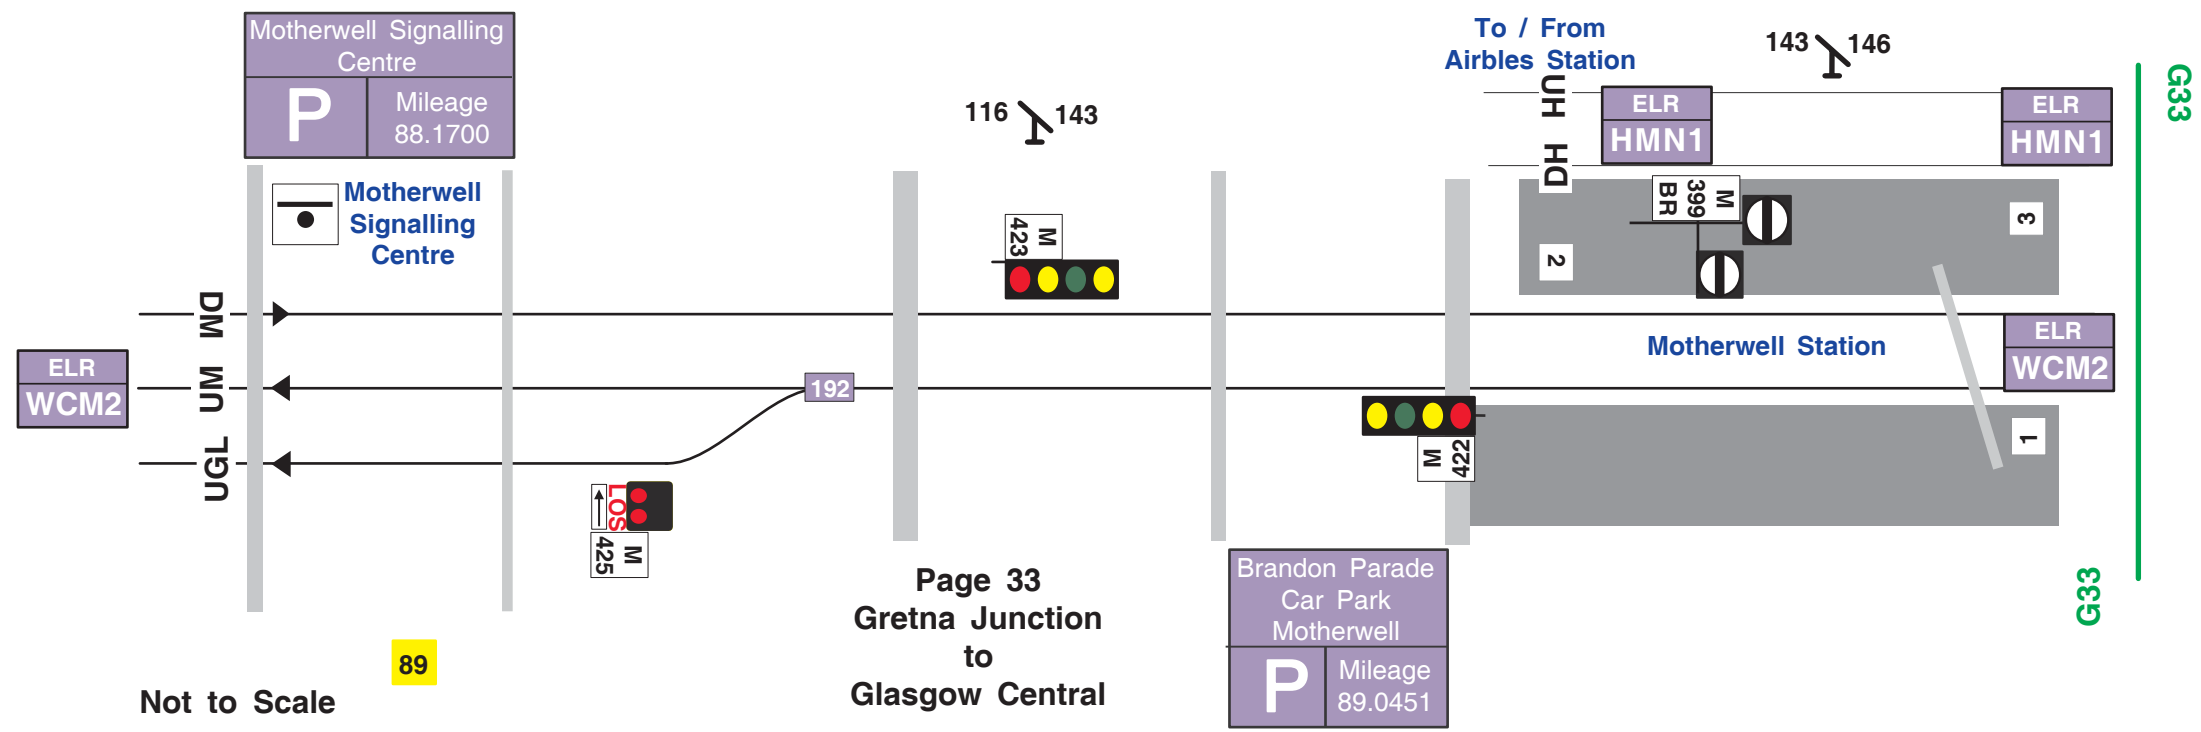 Motherwell Signalling
Centre
P
Mileage
88.1700
Motherwell
Signalling
Centre
116 143
To / From
Airbles Station
143 146
UH
DH
ELR
HMN1
ELR
HMN1
G33
M
423
M
399
BR
2
3
DM
UM
UGL
ELR
WCM2
192
Motherwell Station
ELR
WCM2
M
422
1
LOS
M
425
Page 33
Gretna Junction
to
Glasgow Central
Brandon Parade
Car Park
Motherwell
P
Mileage
89.0451
G33
89
Not to Scale